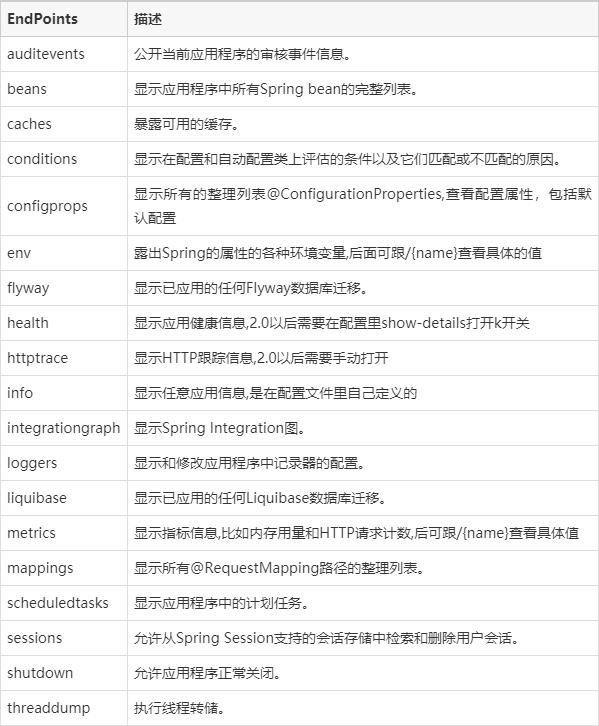 EndPoints 描述
auditevents 公开当前应用程序的审核事件信息。
beans 显示应用程序中所有Spring bean的完整列表。
caches 暴露可用的缓存。
conditions 显示在配置和自动配置类上评估的条件以及它们匹配或不匹配的原因。
configprops 显示所有的整理列表@ConfigurationProperties,查看配置属性，包括默
认配置
env 露出Spring的属性的各种环境变量,后面可跟/{name}查看具体的值
flyway 显示已应用的任何Flyway数据库迁移。
health 显示应用健康信息,2.0以后需要在配置里show-details打开k开关
httptrace 显示HTTP跟踪信息,2.0以后需要手动打开
info 显示任意应用信息,是在配置文件里自己定义的
integrationgraph 显示Spring Integration图。
loggers 显示和修改应用程序中记录器的配置。
liquibase 显示已应用的任何Liquibase数据库迁移。
metrics 显示指标信息,比如内存用量和HTTP请求计数,后可跟/{name}查看具体值
mappings 显示所有@RequestMapping路径的整理列表。
scheduledtasks 显示应用程序中的计划任务。
sessions 允许从Spring Session支持的会话存储中检索和删除用户会话。
shutdown 允许应用程序正常关闭。
threaddump 执行线程转储。